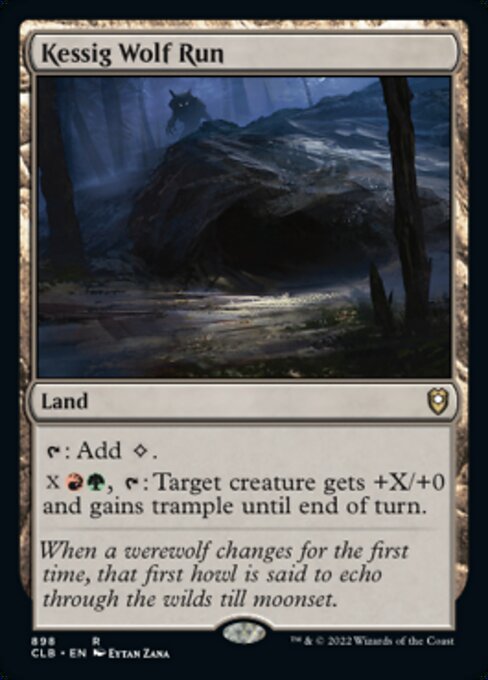 Kessig Wolf Run
Land
: Add .
X, : Target creature gets +X/+0
and gains trample until end of turn.
When a werewolf changes for the first
time, that first howl is said to echo
through the wilds till moonset.
898 R
CLB • EN Eytan Zana
™ & © 2022 Wizards of the Coast